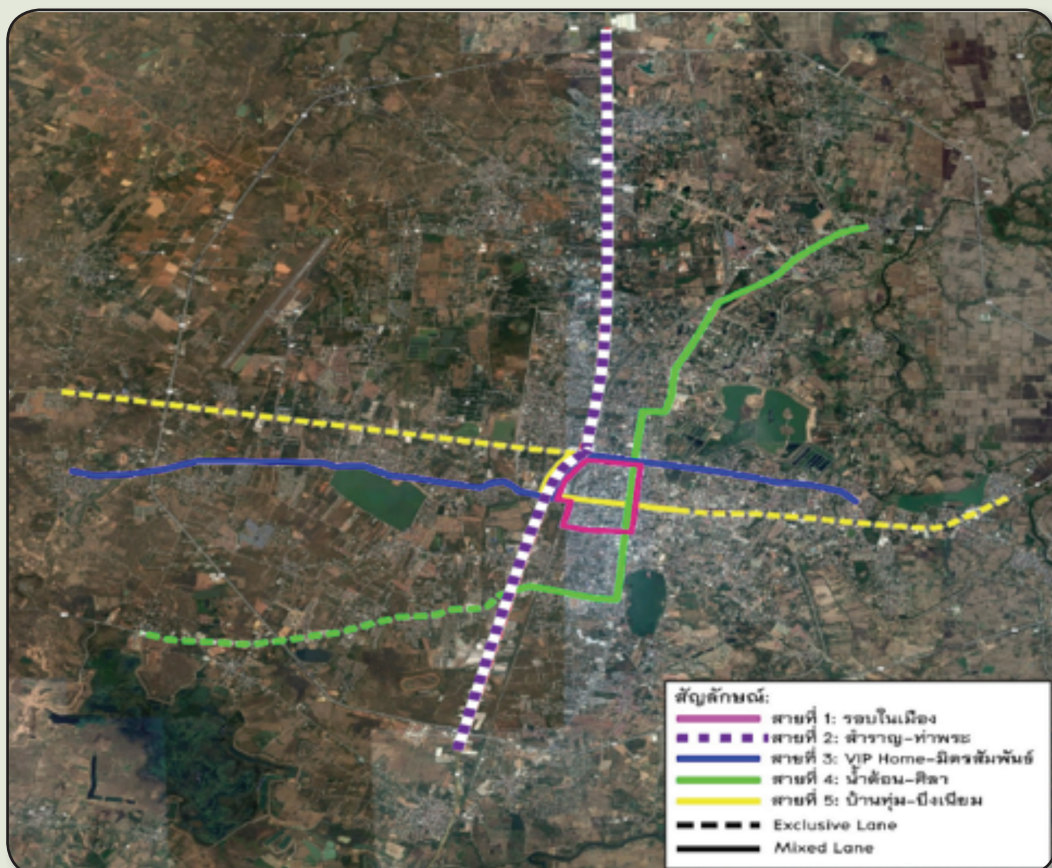 สัญลักษณ์:
สายที่ 1: รอบในเมือง
สายที่ 2: สำราญ-ท่าพระ
สายที่ 3: VIP Home-มิตรสัมพันธ์
สายที่ 4: น้ำต้อน-ศิลา
สายที่ 5: บ้านทุ่ม-บึงเนียม
Exclusive Lane
Mixed Lane